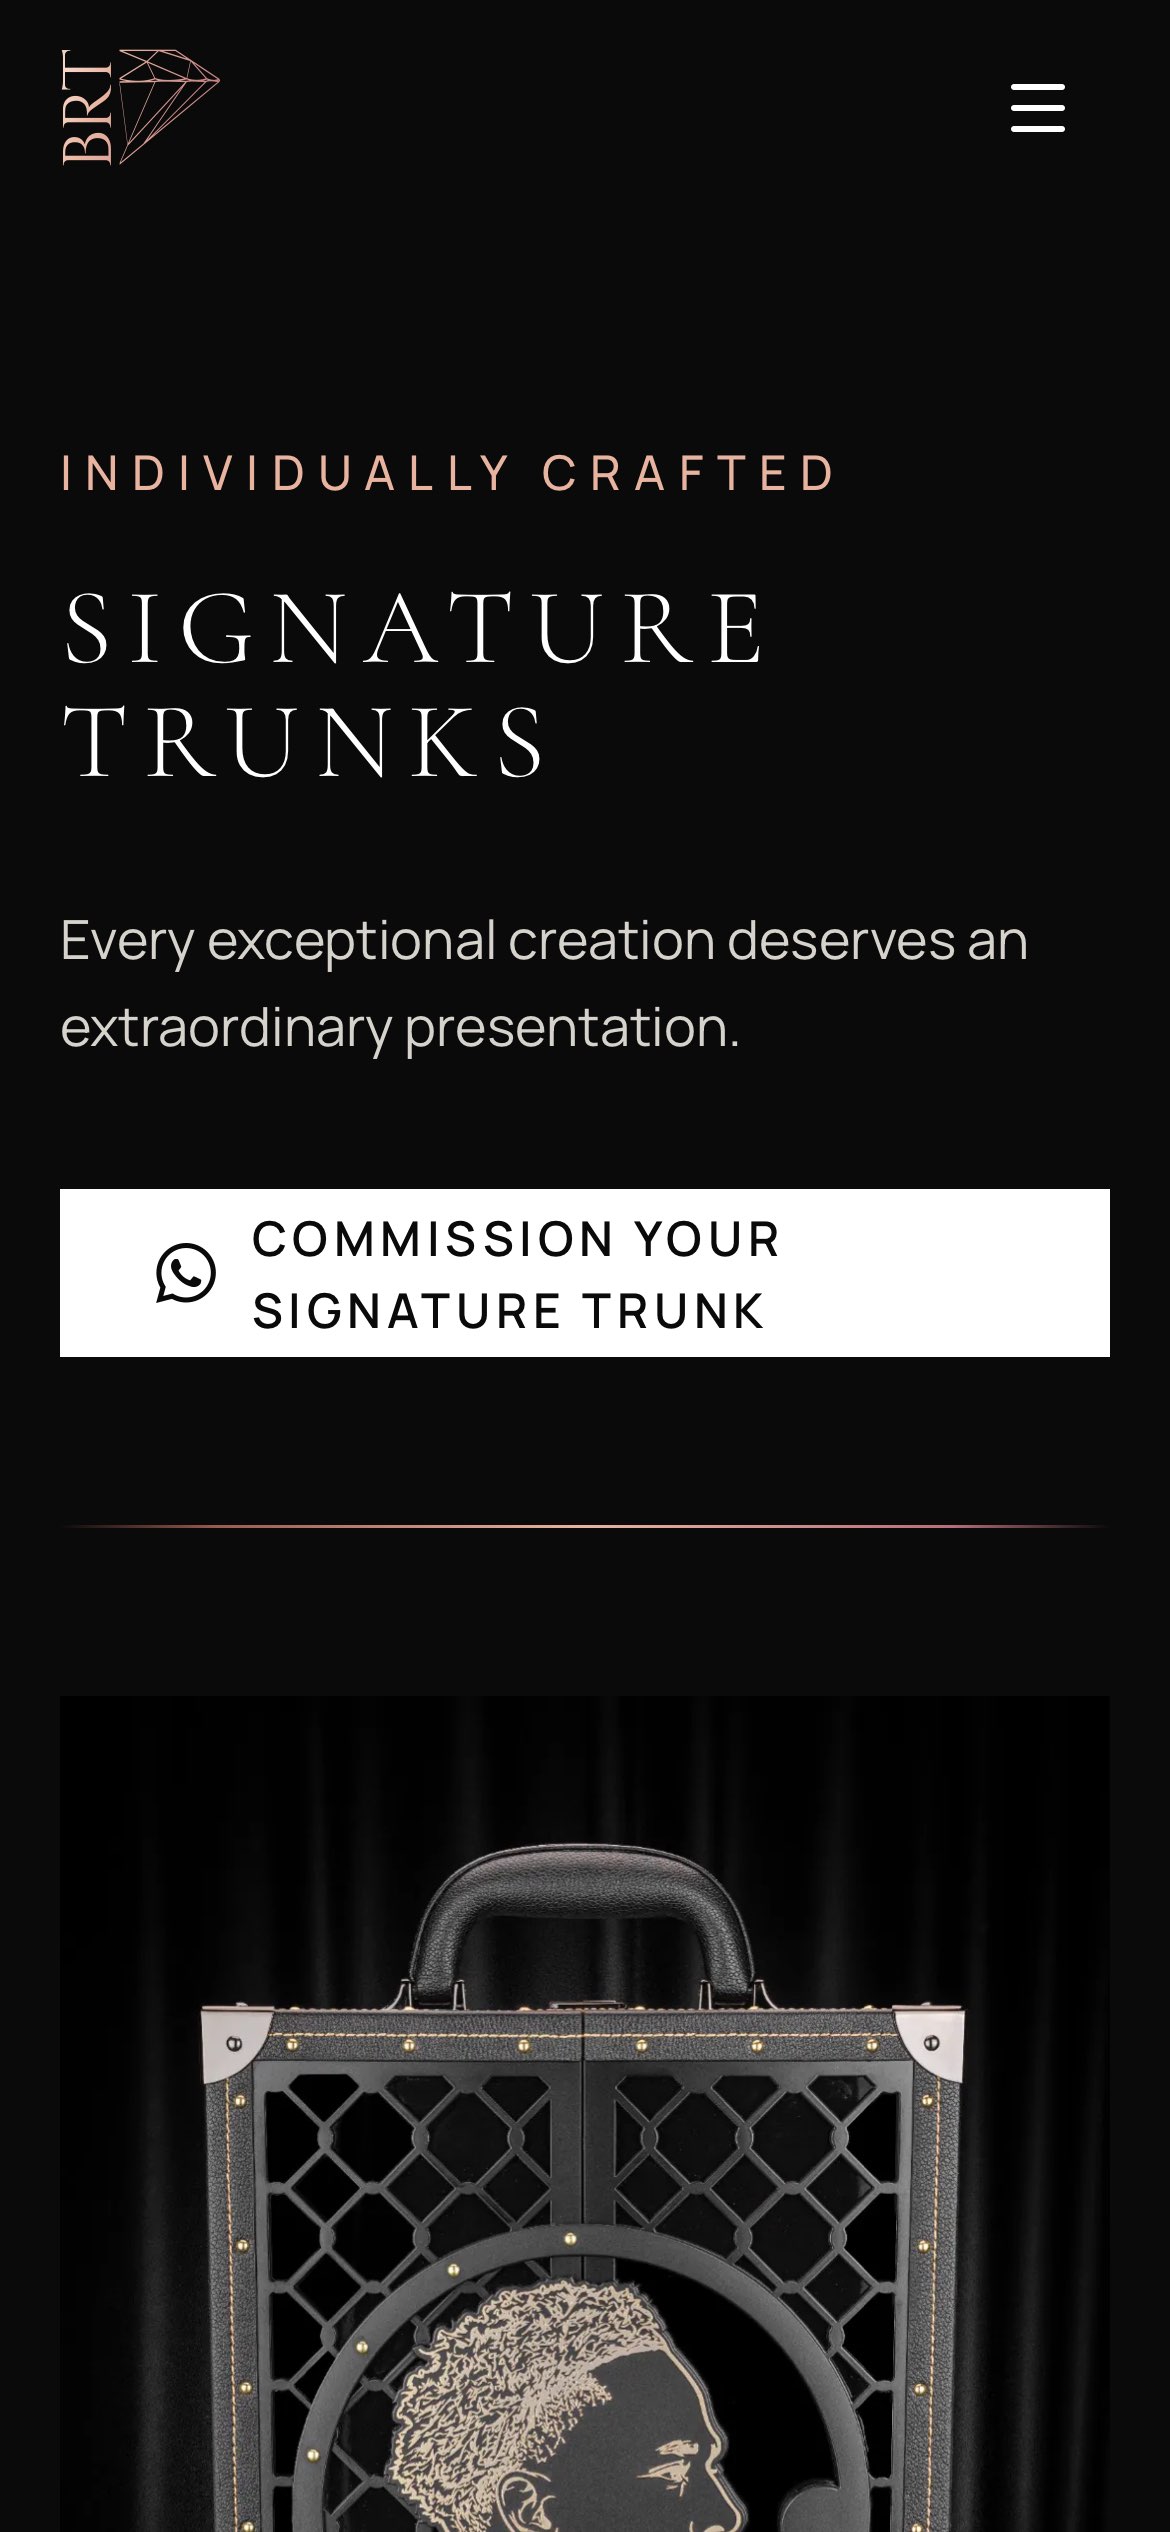 BRT
INDIVIDUALLY CRAFTED
SIGNATURE
TRUNKS
Every exceptional creation deserves an
extraordinary presentation.
COMMISSION YOUR
SIGNATURE TRUNK